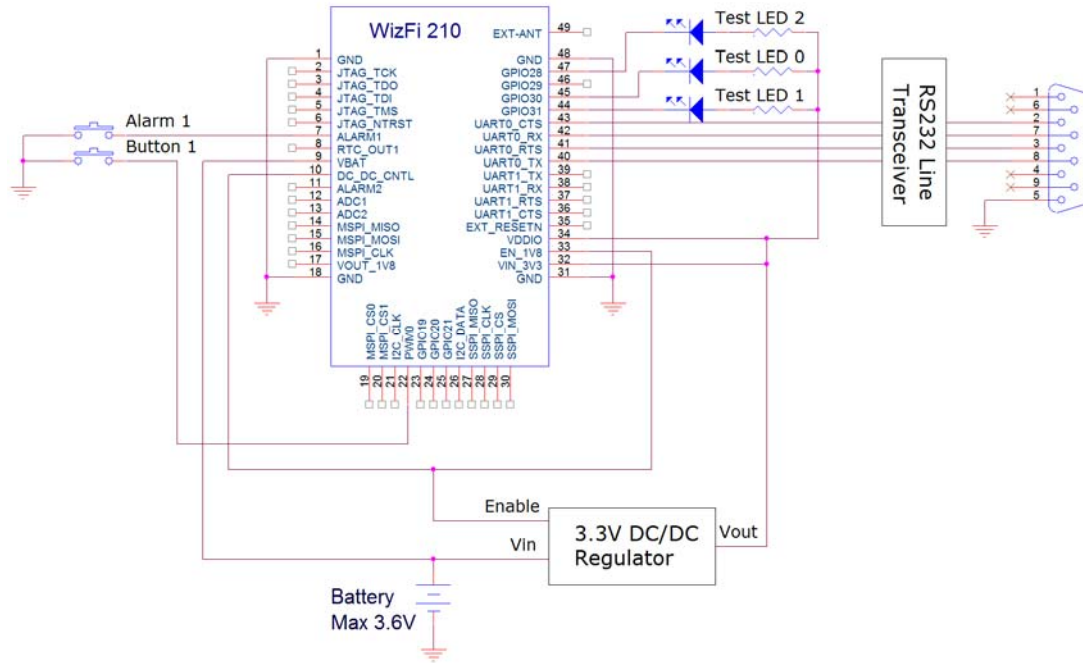 WizFi 210
1 GND
2 JTAG_TCK
3 JTAG_TDO
4 JTAG_TDI
5 JTAG_TMS
6 JTAG_NTRST
7 ALARM1
8 RTC_OUT1
9 VBAT
10 DC_DC_CNTL
11 ALARM2
12 ADC1
13 ADC2
14 MSPI_MISO
15 MSPI_MOSI
16 MSPI_CLK
17 VOUT_1V8
18 GND
EXT-ANT 49
GND 48
GPIO28 47
GPIO29 46
GPIO30 45
GPIO31 44
UART0_CTS 43
UART0_RX 42
UART0_RTS 41
UART0_TX 40
UART1_TX 39
UART1_RX 38
UART1_RTS 37
UART1_CTS 36
EXT_RESETN 35
VDDIO 34
EN_1V8 33
VIN_3V3 32
GND 31
MSPI_CS0 19
MSPI_CS1 20
I2C_CLK 21
PWM0 22
GPIO19 23
GPIO20 24
GPIO21 25
I2C_DATA 26
SSPI_MISO 27
SSPI_CLK 28
SSPI_CS 29
SSPI_MOSI 30
Alarm 1
Button 1
Test LED 2
Test LED 0
Test LED 1
RS232 Line
Transceiver
1
6
2
7
3
8
4
9
5
Enable
Vin
3.3V DC/DC
Regulator
Vout
Battery
Max 3.6V